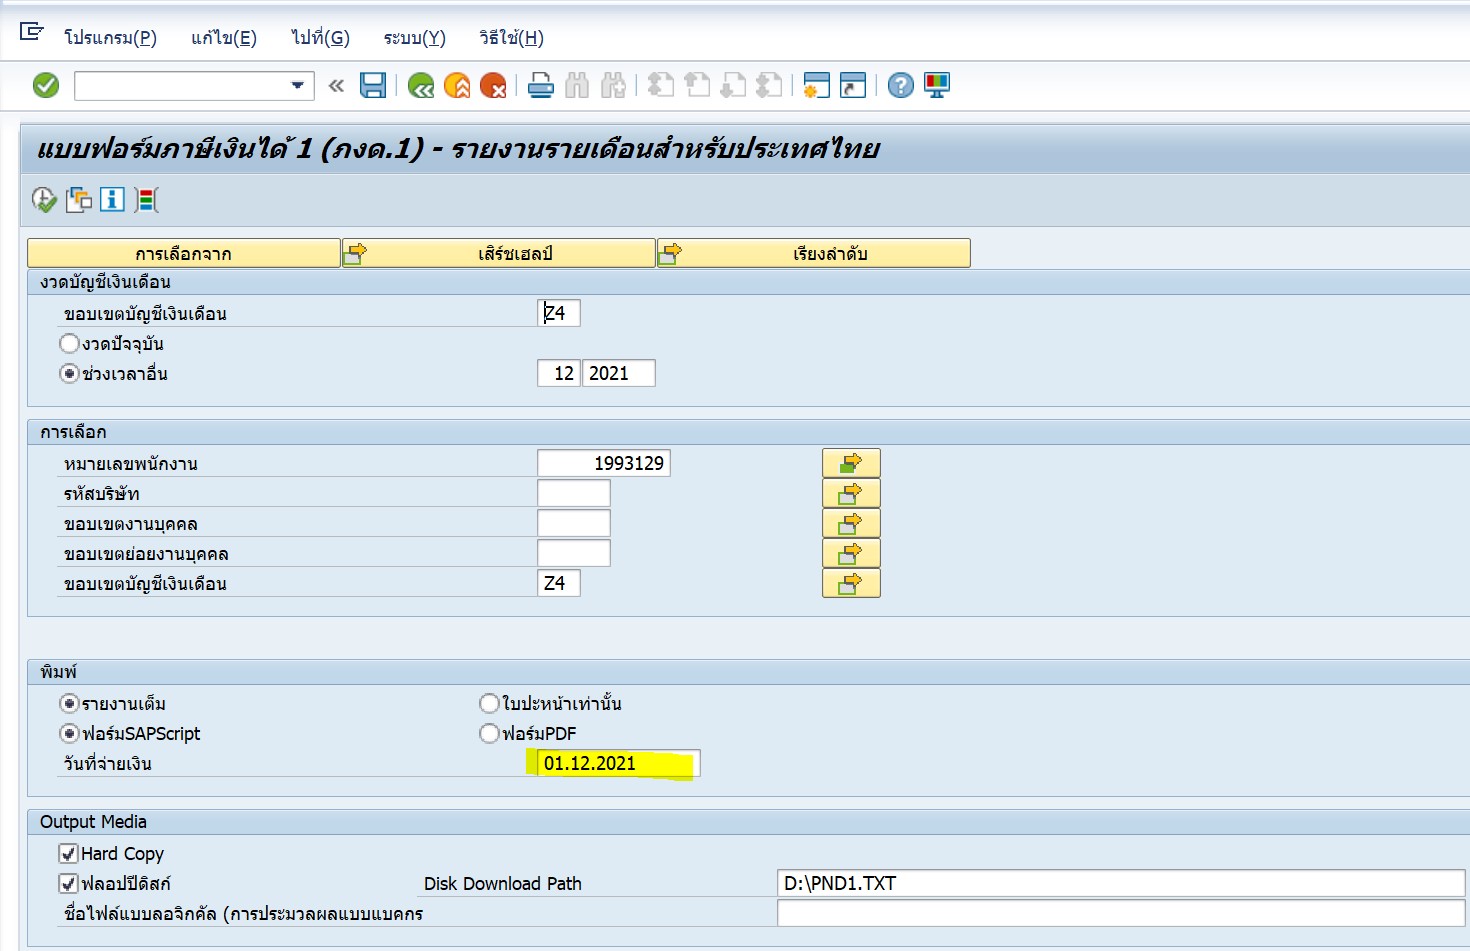 โปรแกรม(P) แก้ไข(E) ไปที่(G) ระบบ(Y) วิธีใช้(H)
แบบฟอร์มภาษีเงินได้ 1 (ภงด.1) - รายงานรายเดือนสำหรับประเทศไทย
การเลือกจาก เสิร์ชเฮลป์ เรียงลำดับ
งวดบัญชีเงินเดือน
ขอบเขตบัญชีเงินเดือน Z4
งวดปัจจุบัน
ช่วงเวลาอื่น 12 2021
การเลือก
หมายเลขพนักงาน 1993129
รหัสบริษัท
ขอบเขตงานบุคคล
ขอบเขตย่อยงานบุคคล
ขอบเขตบัญชีเงินเดือน Z4
พิมพ์
รายงานเต็ม ใบปะหน้าเท่านั้น
ฟอร์มSAPScript ฟอร์มPDF
วันที่จ่ายเงิน 01.12.2021
Output Media
Hard Copy
ฟลอปปีดิสก์ Disk Download Path D:\PND1.TXT
ชื่อไฟล์แบบลอจิกคัล (การประมวลผลแบบแบคกร